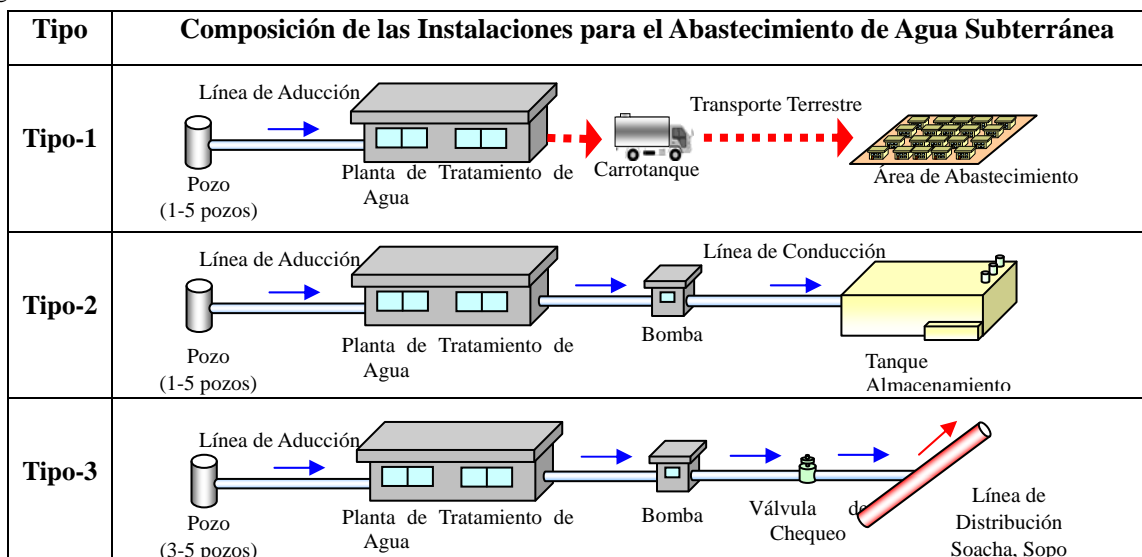 Tipo Composición de las Instalaciones para el Abastecimiento de Agua Subterránea
Tipo-1
Línea de Aducción
Pozo
(1-5 pozos)
Planta de Tratamiento de
Agua
Carrotanque
Transporte Terrestre
Área de Abastecimiento
Tipo-2
Línea de Aducción
Pozo
(1-5 pozos)
Planta de Tratamiento de
Agua
Bomba
Línea de Conducción
Tanque
Almacenamiento
Tipo-3
Línea de Aducción
Pozo
(3-5 pozos)
Planta de Tratamiento de
Agua
Bomba
Válvula de
Chequeo
Línea de
Distribución
Soacha, Sopo